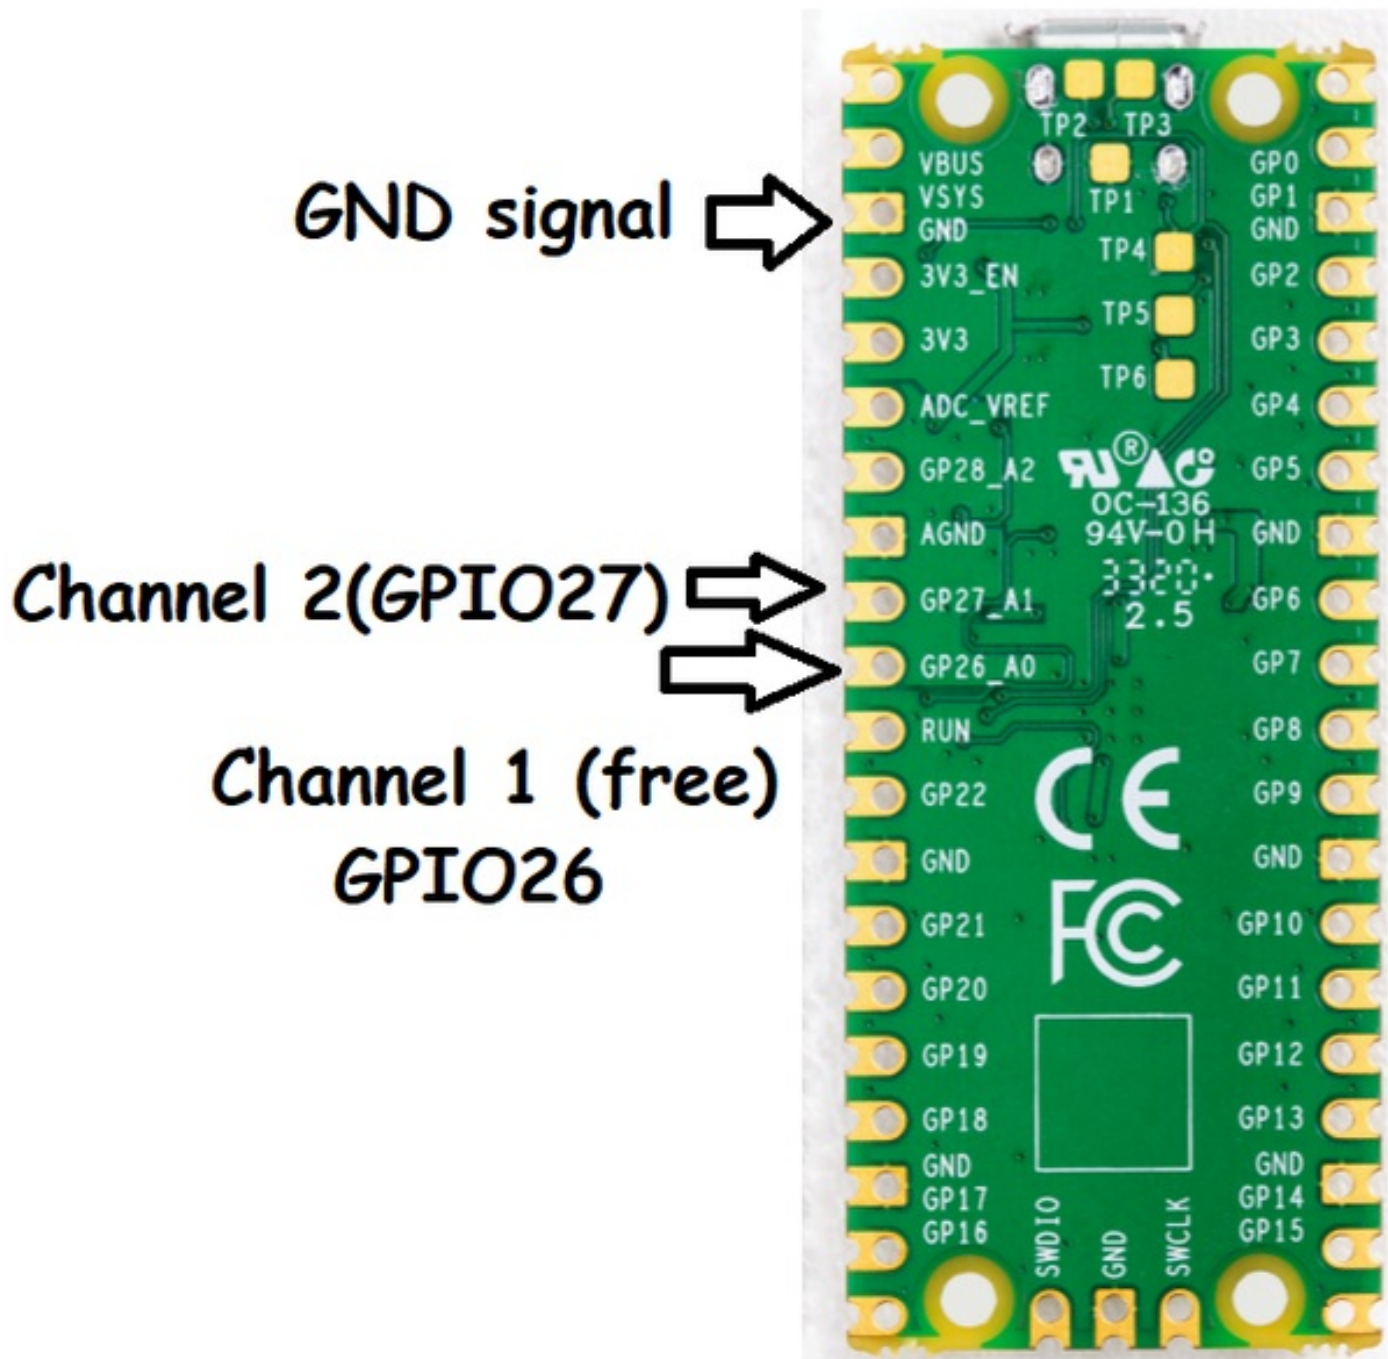 TP2 TP3
VBUS
GP0
VSYS
TP1
GP1
GND signal
GND
GND
TP4
3V3_EN
GP2
TP5
3V3
GP3
TP6
ADC_VREF
GP4
GP28_A2
GP5
OC-136
AGND
94V-0 H
GND
Channel 2(GPIO27)
GP27_A1
3320
2.5
GP6
GP26_A0
GP7
RUN
GP8
Channel 1 (free)
GPIO26
GP22
CE
GP9
GND
GND
GP21
FC
GP10
GP20
GP11
GP19
GP12
GP18
GP13
GND
GND
GP17
GP14
GP16
GP15
SWDIO
GND
SWCLK